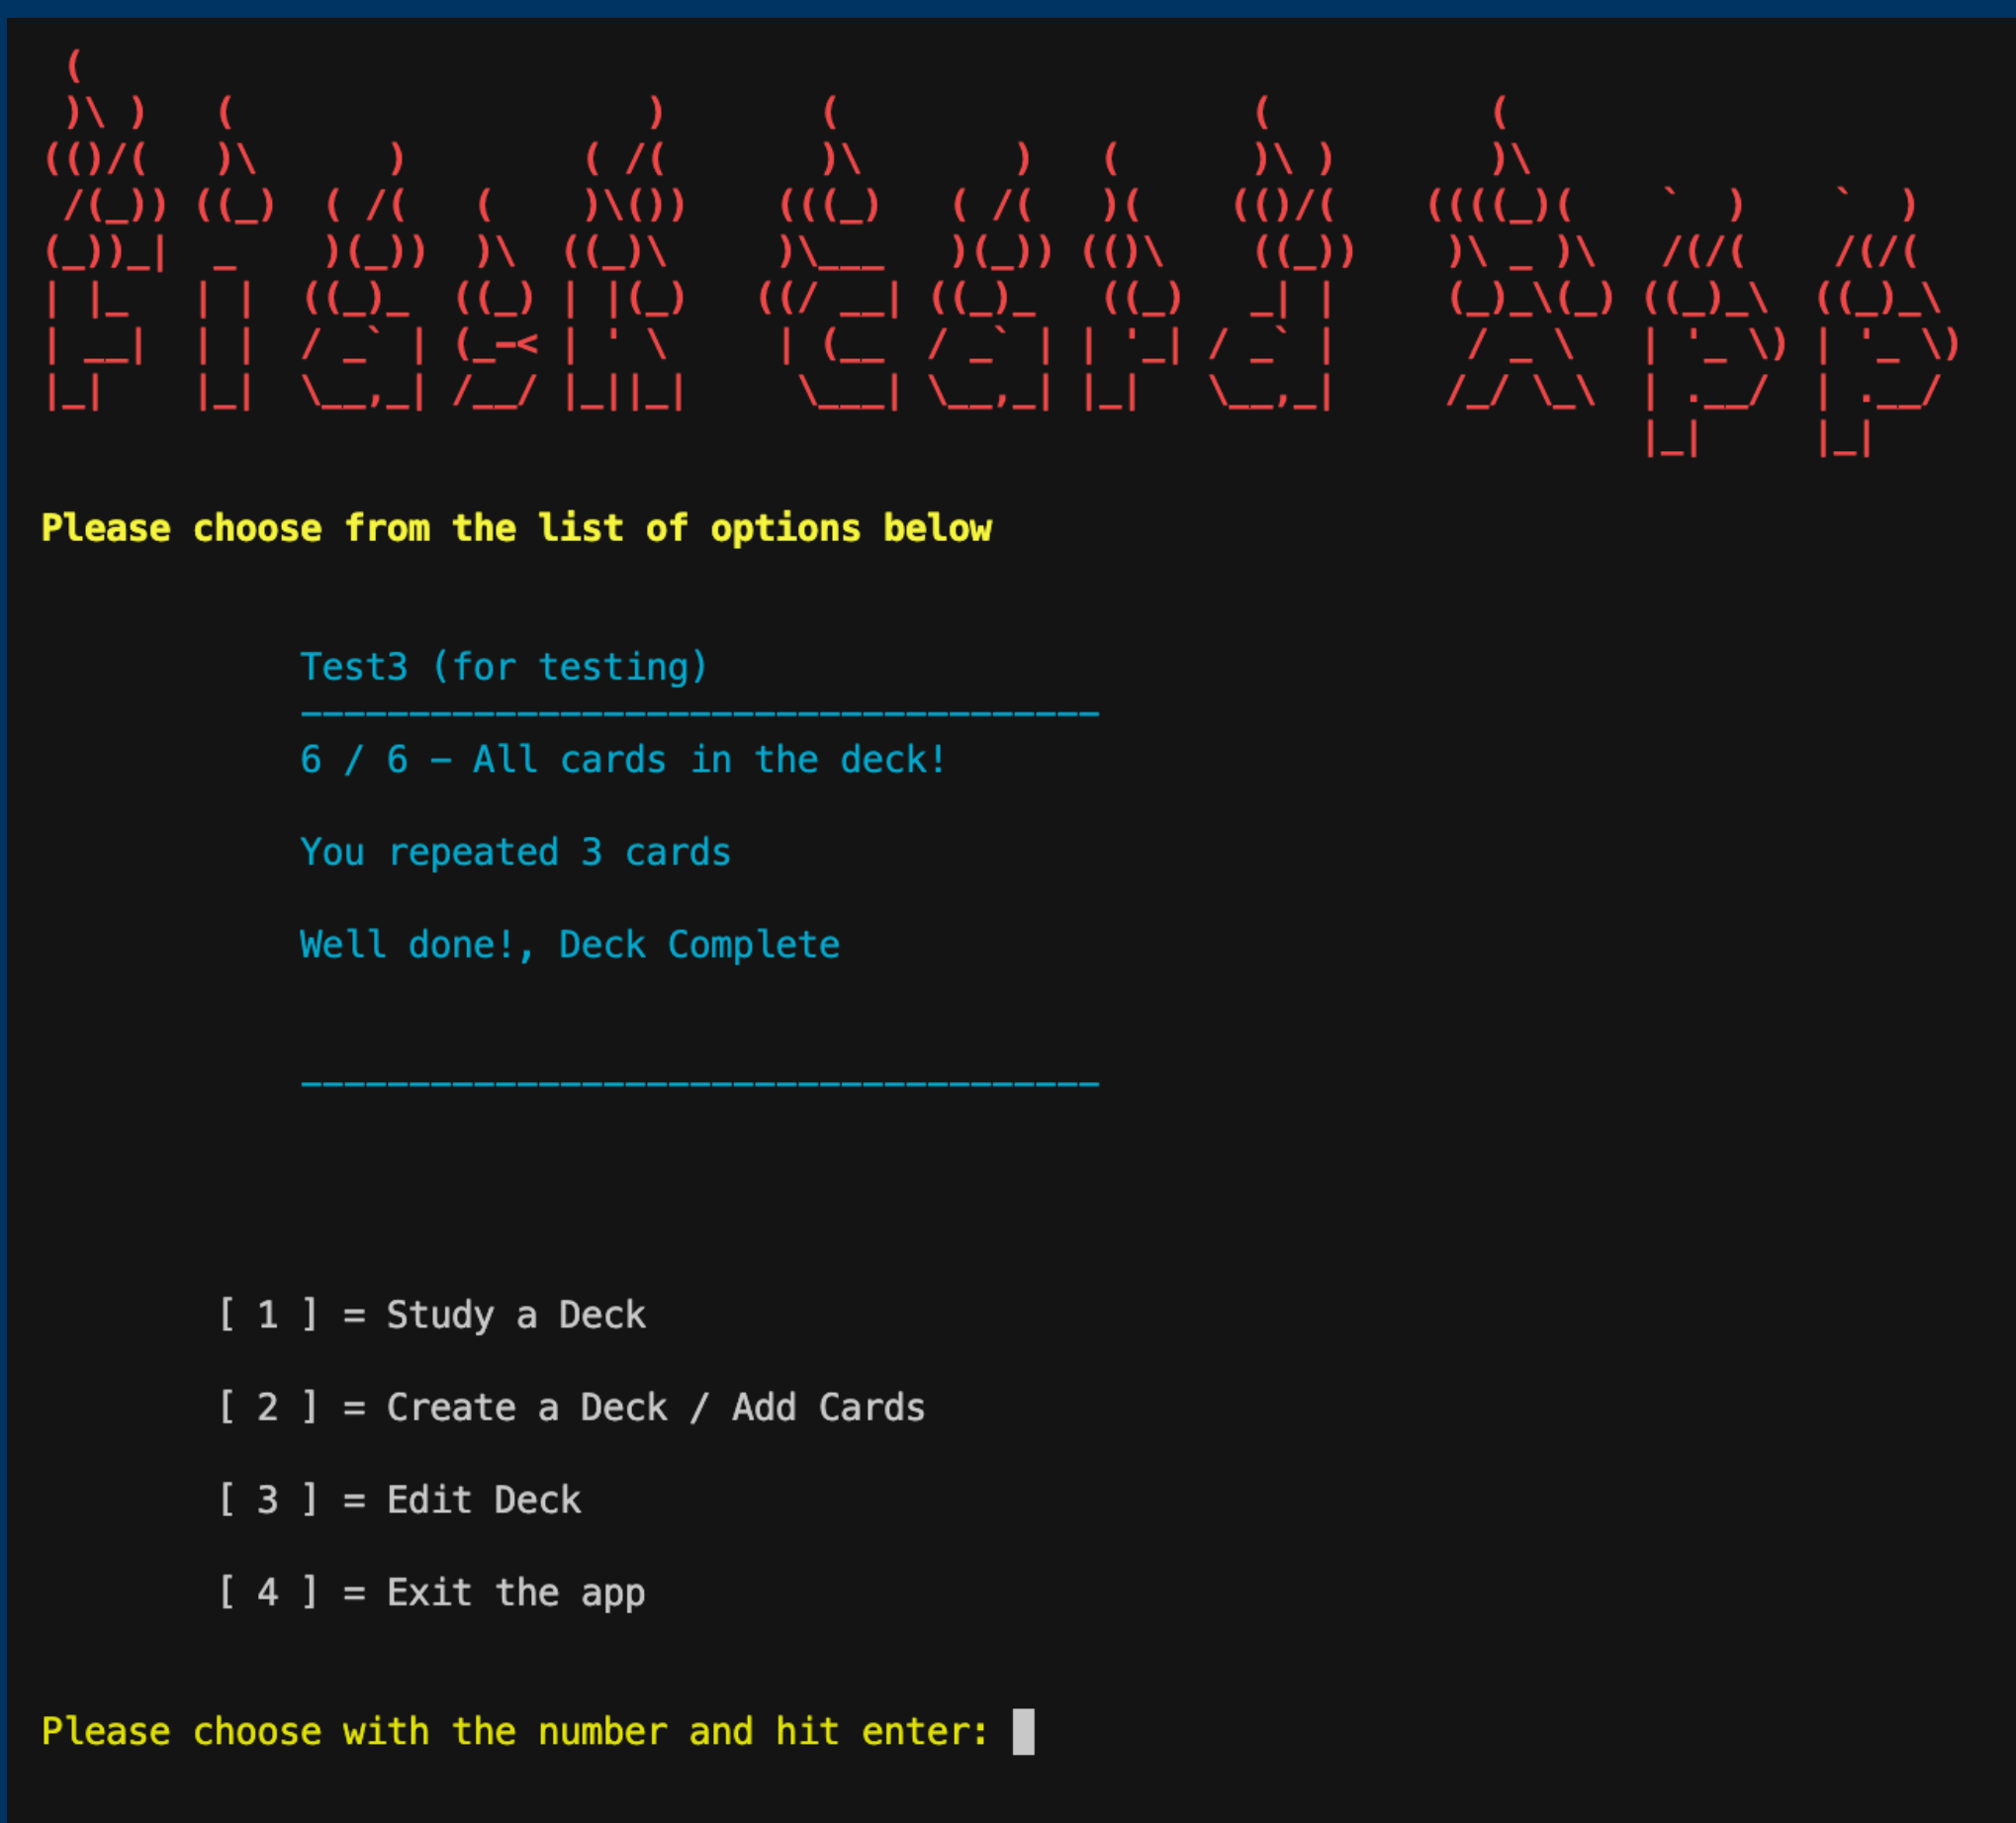 Flash Card App
Please choose from the list of options below
Test3 (for testing)
6 / 6 – All cards in the deck!
You repeated 3 cards
Well done!, Deck Complete
[ 1 ] = Study a Deck
[ 2 ] = Create a Deck / Add Cards
[ 3 ] = Edit Deck
[ 4 ] = Exit the app
Please choose with the number and hit enter: